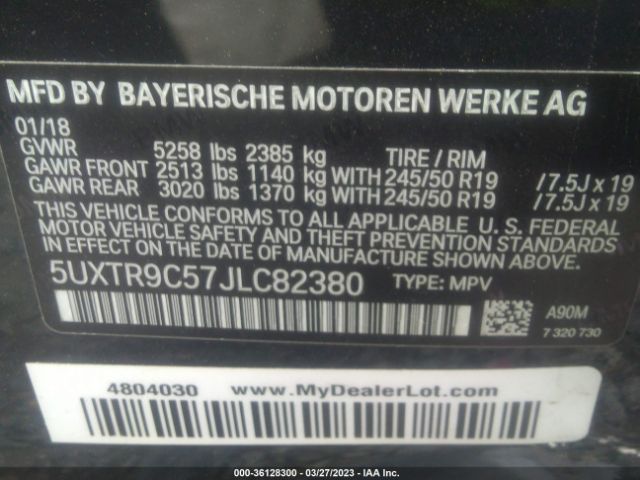 MFD BY BAYERISCHE MOTOREN WERKE AG
01/18
GVWR 5258 lbs 2385 kg TIRE / RIM
GAWR FRONT 2513 lbs 1140 kg WITH 245/50 R19 /7.5J x 19
GAWR REAR 3020 lbs 1370 kg WITH 245/50 R19 /7.5J x 19
THIS VEHICLE CONFORMS TO ALL APPLICABLE U. S. FEDERAL
MOTOR VEHICLE SAFETY, BUMPER, AND THEFT PREVENTION STANDARDS
IN EFFECT ON THE DATE OF MANUFACTURE SHOWN ABOVE.
5UXTR9C57JLC82380 TYPE: MPV
A90M
7 320 730
4804030 www.MyDealerLot.com
000-36128300 - 03/27/2023 - IAA Inc.